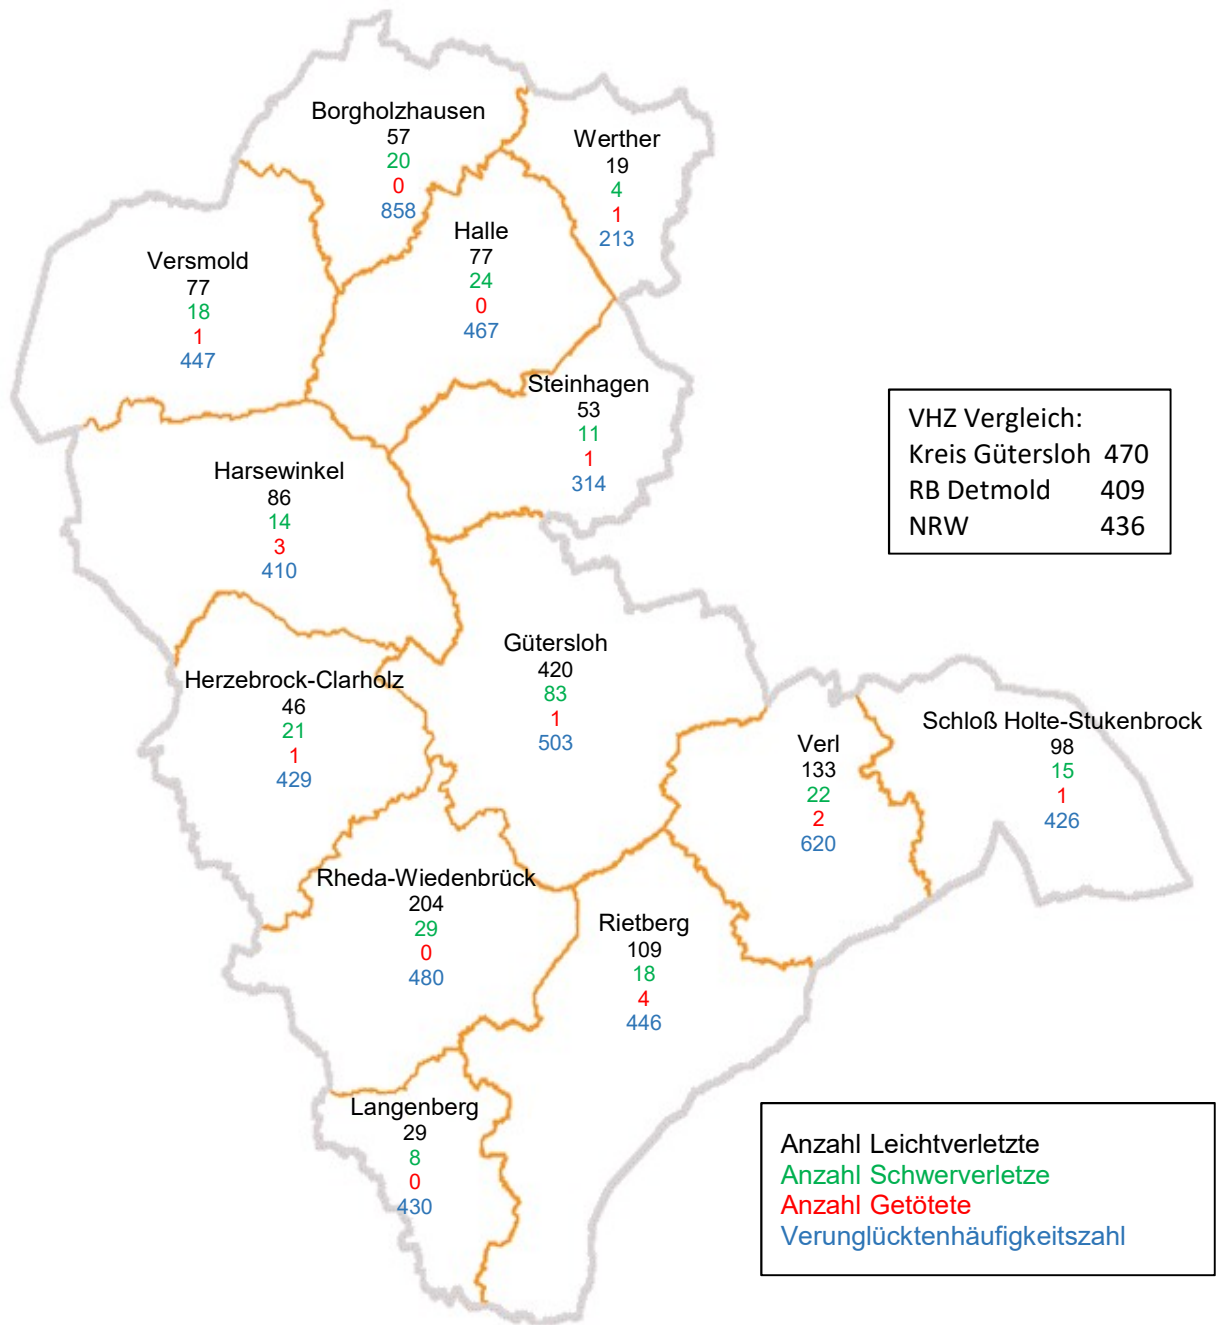 Borgholzhausen
57
20
0
858
Werther
19
4
1
213
Halle
77
24
0
467
Versmold
77
18
1
447
Steinhagen
53
11
1
314
VHZ Vergleich:
Kreis Gütersloh 470
RB Detmold 409
NRW 436
Harsewinkel
86
14
3
410
Gütersloh
420
83
1
503
Herzebrock-Clarholz
46
21
1
429
Schloß Holte-Stukenbrock
98
15
1
426
Verl
133
22
2
620
Rheda-Wiedenbrück
204
29
0
480
Rietberg
109
18
4
446
Langenberg
29
8
0
430
Anzahl Leichtverletzte
Anzahl Schwerverletze
Anzahl Getötete
Verunglücktenhäufigkeitszahl